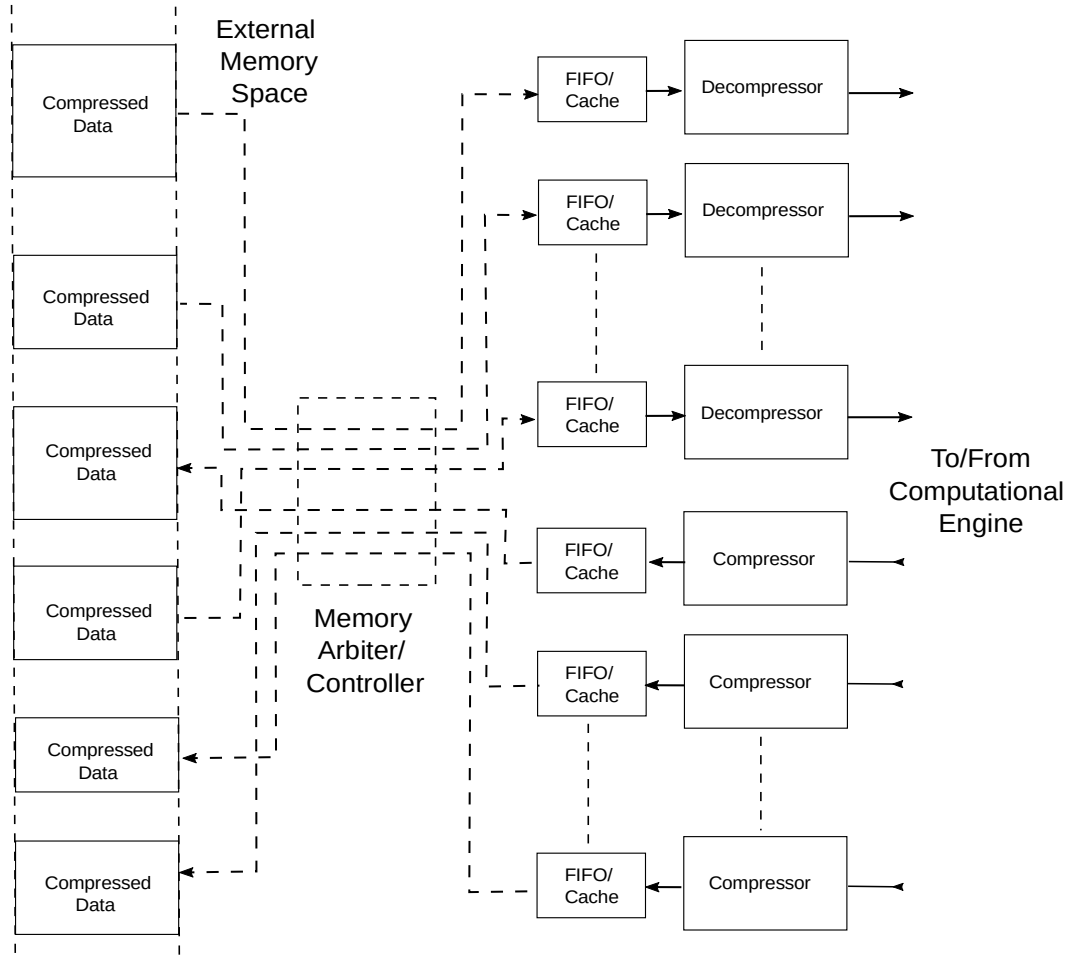 External
Memory
Space
Compressed
Data
Compressed
Data
Compressed
Data
Compressed
Data
Compressed
Data
Compressed
Data
Memory
Arbiter/
Controller
FIFO/
Cache
Decompressor
FIFO/
Cache
Decompressor
FIFO/
Cache
Decompressor
FIFO/
Cache
Compressor
FIFO/
Cache
Compressor
FIFO/
Cache
Compressor
To/From
Computational
Engine